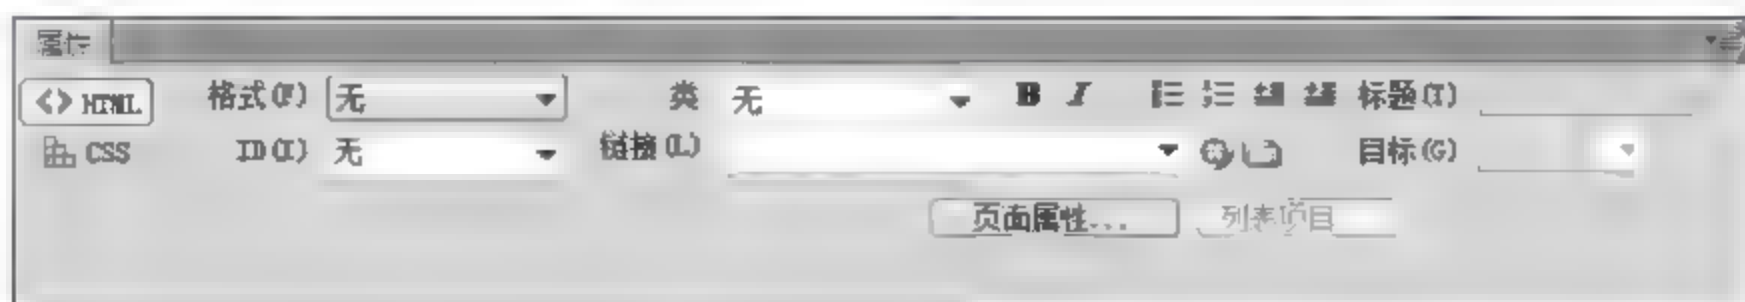 属性
<> HTML 格式(F) 无 类 无 B I 标题(T)
CSS ID(I) 无 链接(L) 目标(G)
页面属性... 列表项目